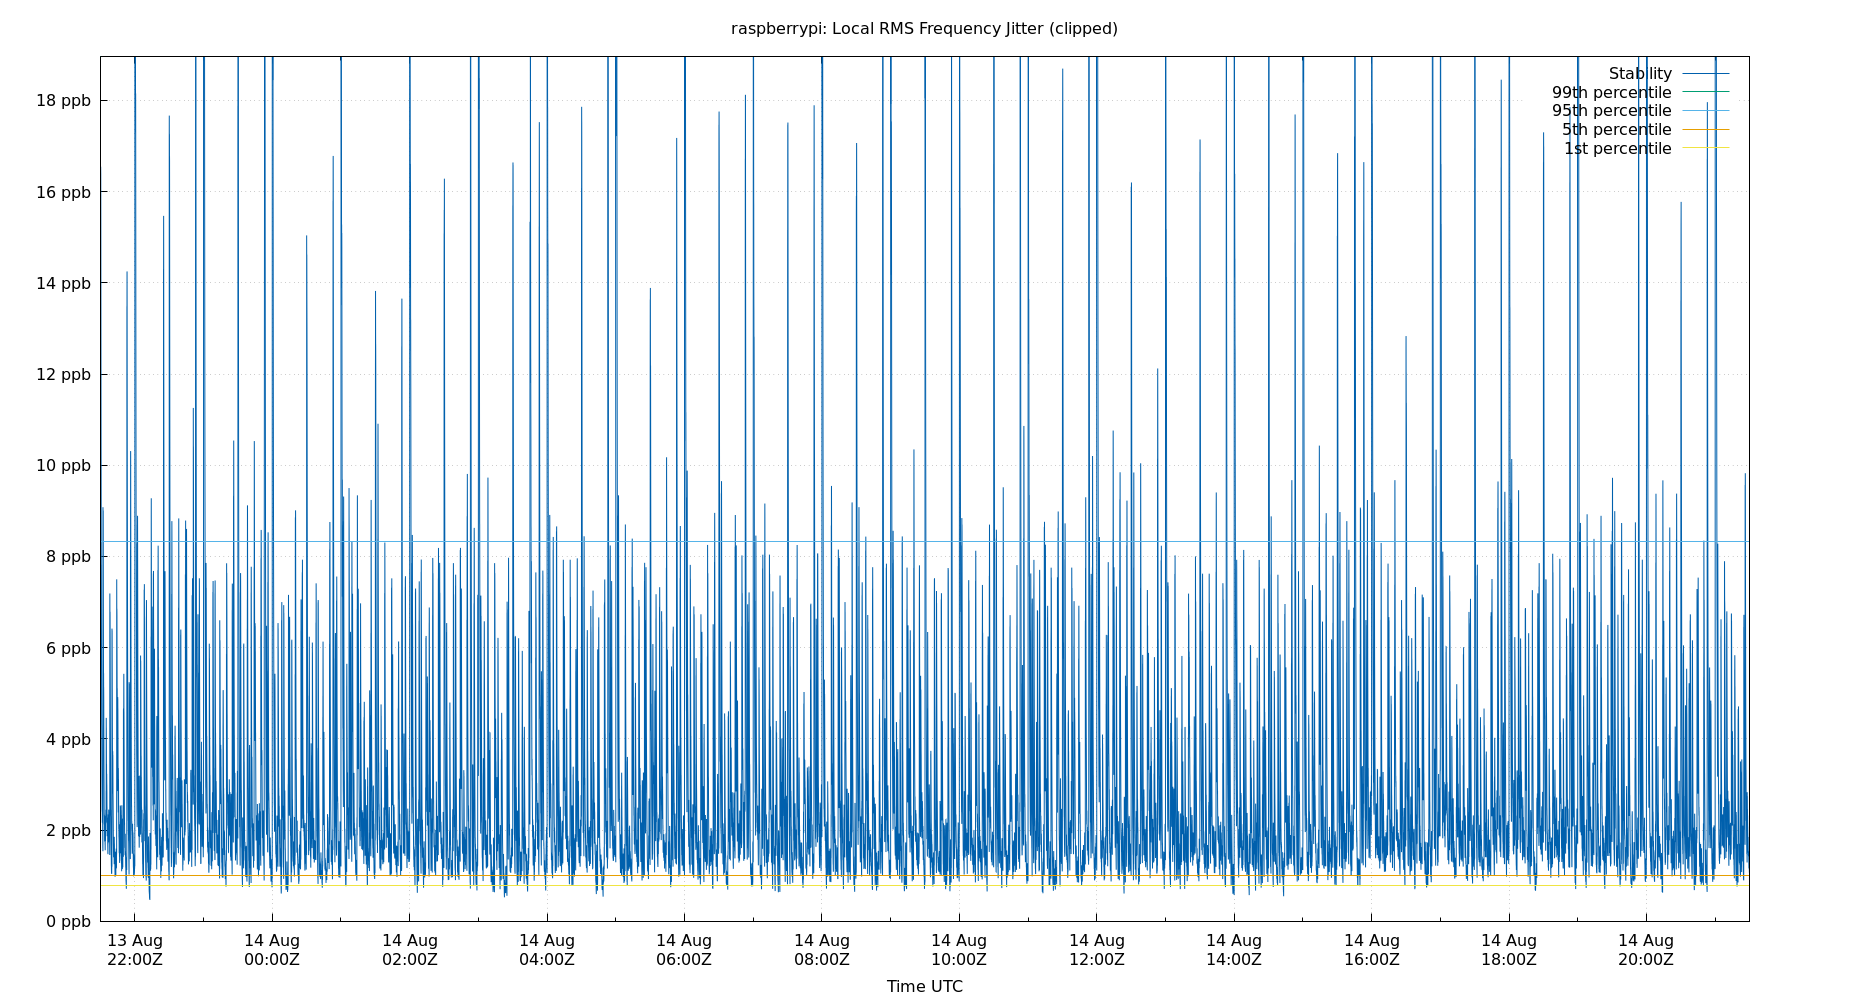 raspberrypi: Local RMS Frequency Jitter (clipped)
Stability
99th percentile
95th percentile
5th percentile
1st percentile
18 ppb
16 ppb
14 ppb
12 ppb
10 ppb
8 ppb
6 ppb
4 ppb
2 ppb
0 ppb
13 Aug 14 Aug 14 Aug 14 Aug 14 Aug 14 Aug 14 Aug 14 Aug 14 Aug 14 Aug 14 Aug 14 Aug
22:00Z 00:00Z 02:00Z 04:00Z 06:00Z 08:00Z 10:00Z 12:00Z 14:00Z 16:00Z 18:00Z 20:00Z
Time UTC